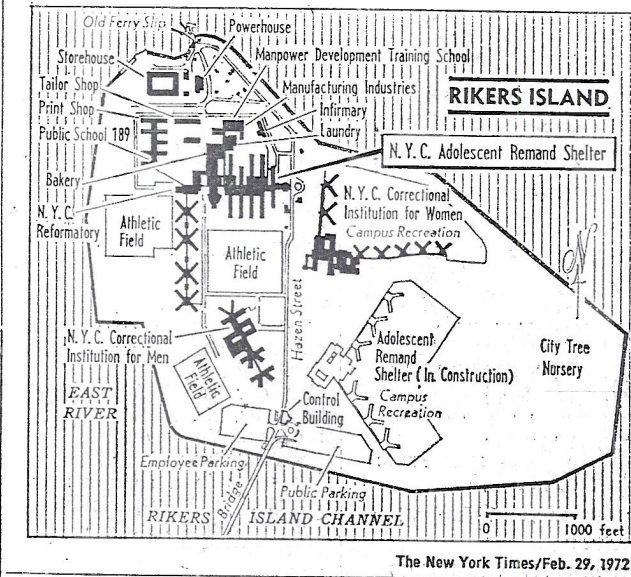 Old Ferry Slip
Powerhouse
Storehouse
Manpower Development Training School
Tailor Shop
Manufacturing Industries
RIKERS ISLAND
Print Shop
Infirmary
Public School 189
Laundry
N.Y.C. Adolescent Remand Shelter
Bakery
N.Y.C. Correctional
Institution for Women
Campus Recreation
N.Y.C.
Reformatory
Athletic
Field
Athletic
Field
N
Hazen Street
N.Y.C. Correctional
Institution for Men
Adolescent
Remand
Shelter (In Construction)
Campus
Recreation
City Tree
Nursery
Athletic
Field
EAST
RIVER
Control
Building
Employee Parking
Public Parking
Bridge
RIKERS ISLAND CHANNEL
0 1000 feet
The New York Times/Feb. 29, 1972